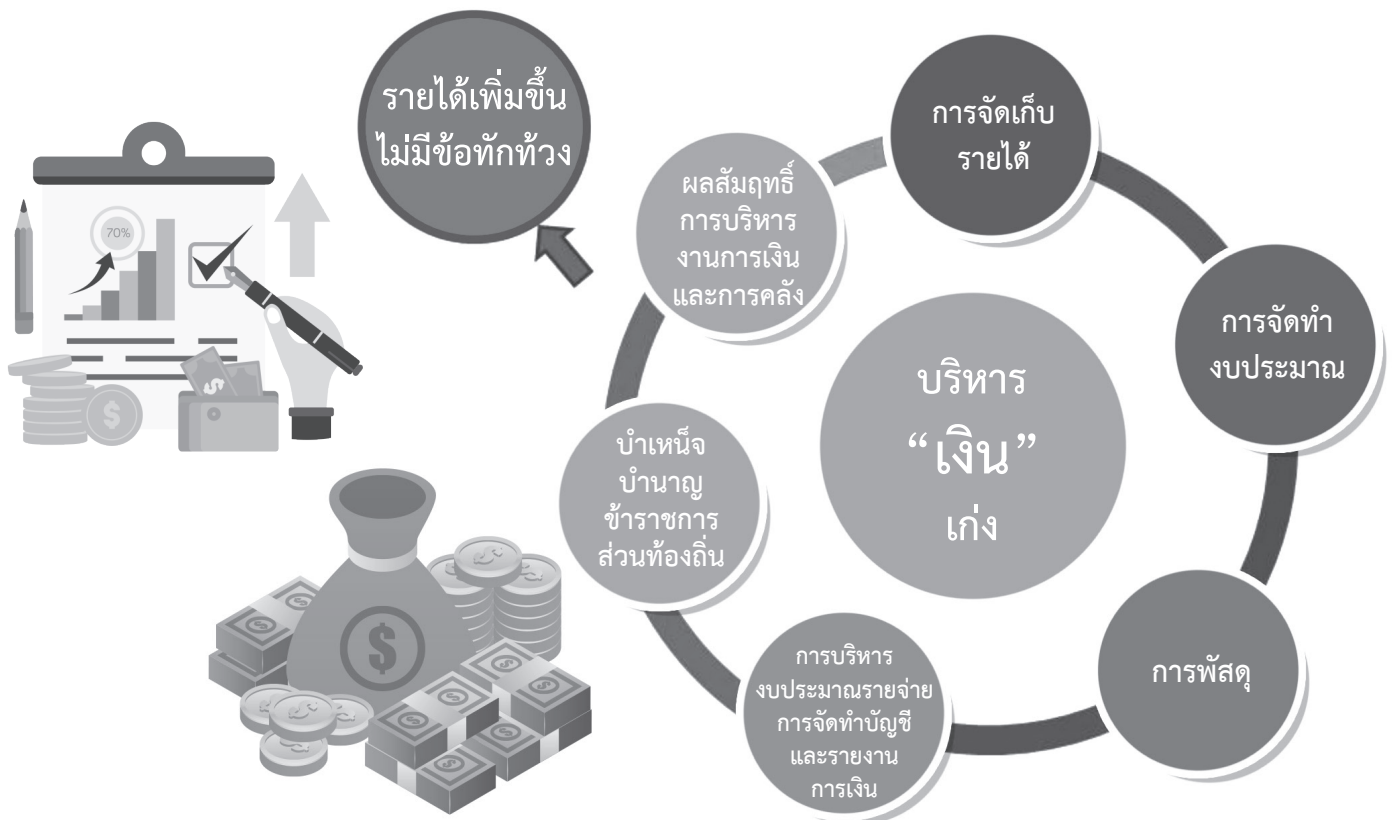 รายได้เพิ่มขึ้น
ไม่มีข้อทักท้วง
การจัดเก็บ
รายได้
การจัดทำ
งบประมาณ
การพัสดุ
การบริหาร
งบประมาณรายจ่าย
การจัดทำบัญชี
และรายงาน
การเงิน
บำเหน็จ
บำนาญ
ข้าราชการ
ส่วนท้องถิ่น
ผลสัมฤทธิ์
การบริหาร
งานการเงิน
และการคลัง
บริหาร
“เงิน”
เก่ง
70%
$
$
$